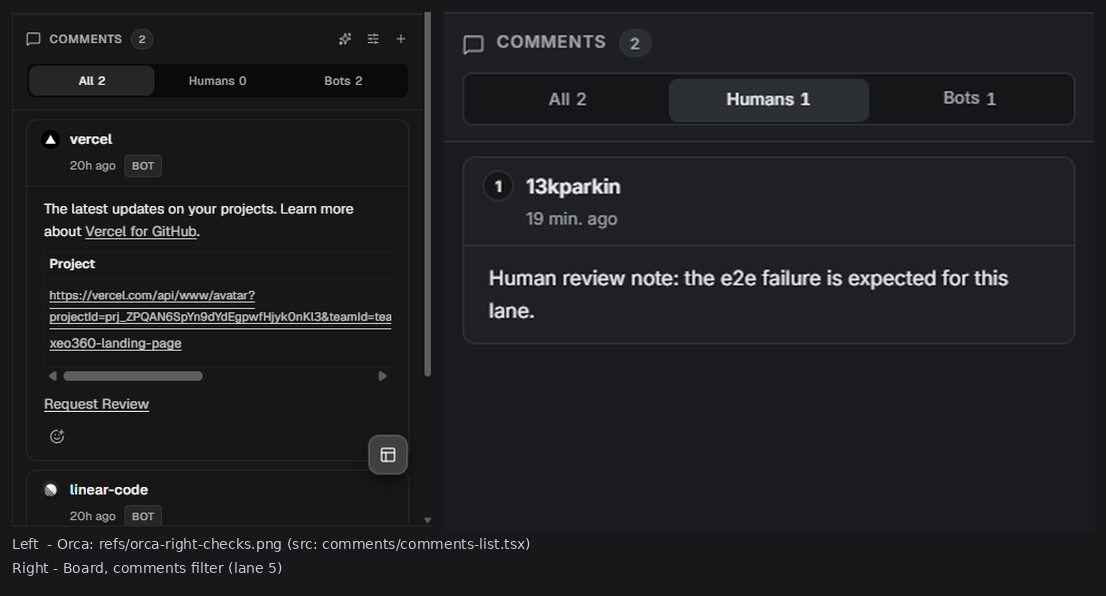 COMMENTS 2
All 2 Humans 0 Bots 2
vercel
20h ago BOT
The latest updates on your projects. Learn more
about Vercel for GitHub.
Project
https://vercel.com/api/www/avatar?
projectId=prj_ZPQAN6SpYn9dYdEgpwfHjyk0nKl3&teamId=tea
xeo360-landing-page
Request Review
linear-code
20h ago BOT
COMMENTS 2
All 2 Humans 1 Bots 1
1 13kparkin
19 min. ago
Human review note: the e2e failure is expected for this
lane.
Left - Orca: refs/orca-right-checks.png (src: comments/comments-list.tsx)
Right - Board, comments filter (lane 5)